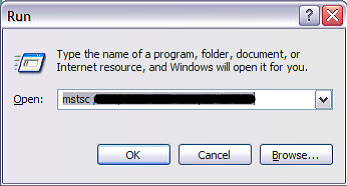 Run
Type the name of a program, folder, document, or
Internet resource, and Windows will open it for you.
Open: mstsc
OK Cancel Browse...